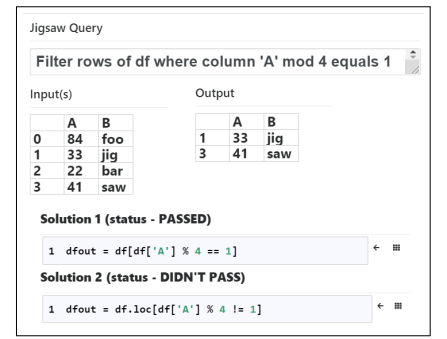 Jigsaw Query
Filter rows of df where column 'A' mod 4 equals 1
Input(s)
A B
0 84 foo
1 33 jig
2 22 bar
3 41 saw
Output
A B
1 33 jig
3 41 saw
Solution 1 (status - PASSED)
1 dfout = df[df['A'] % 4 == 1]
Solution 2 (status - DIDN'T PASS)
1 dfout = df.loc[df['A'] % 4 != 1]